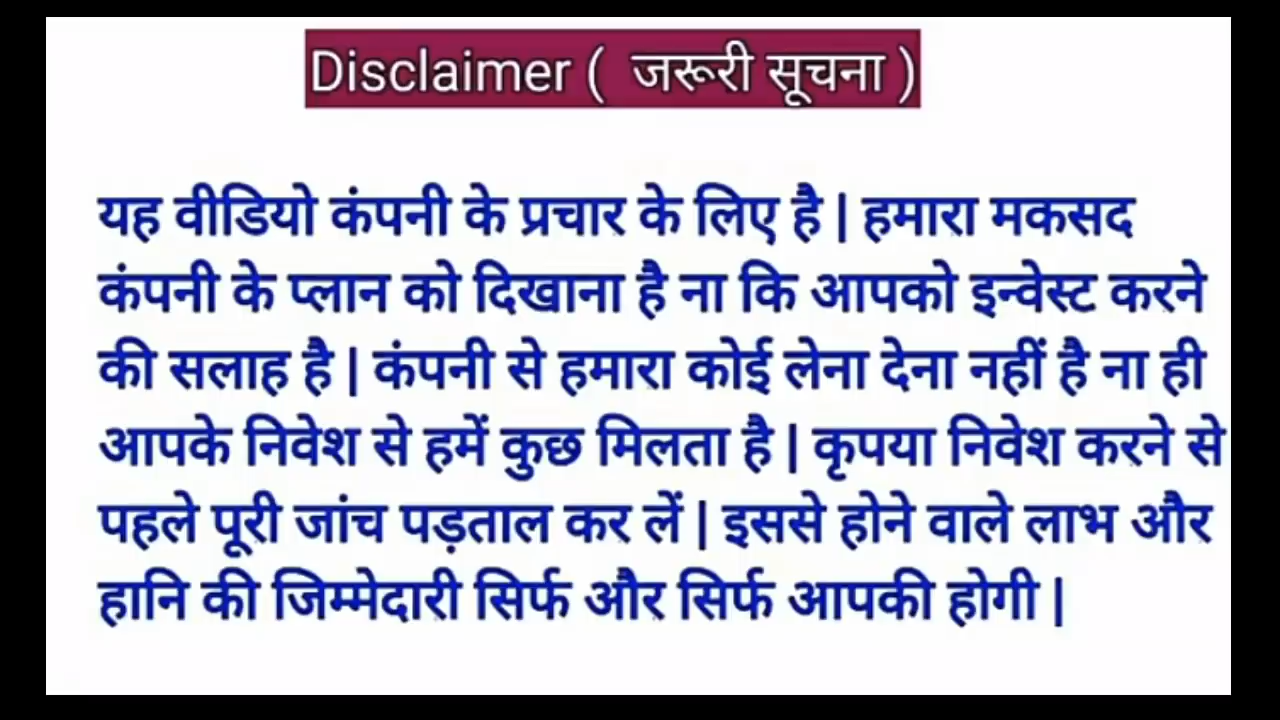 Disclaimer ( जरूरी सूचना )
यह वीडियो कंपनी के प्रचार के लिए है | हमारा मकसद
कंपनी के प्लान को दिखाना है ना कि आपको इन्वेस्ट करने
की सलाह है | कंपनी से हमारा कोई लेना देना नहीं है ना ही
आपके निवेश से हमें कुछ मिलता है | कृपया निवेश करने से
पहले पूरी जांच पड़ताल कर लें | इससे होने वाले लाभ और
हानि की जिम्मेदारी सिर्फ और सिर्फ आपकी होगी |